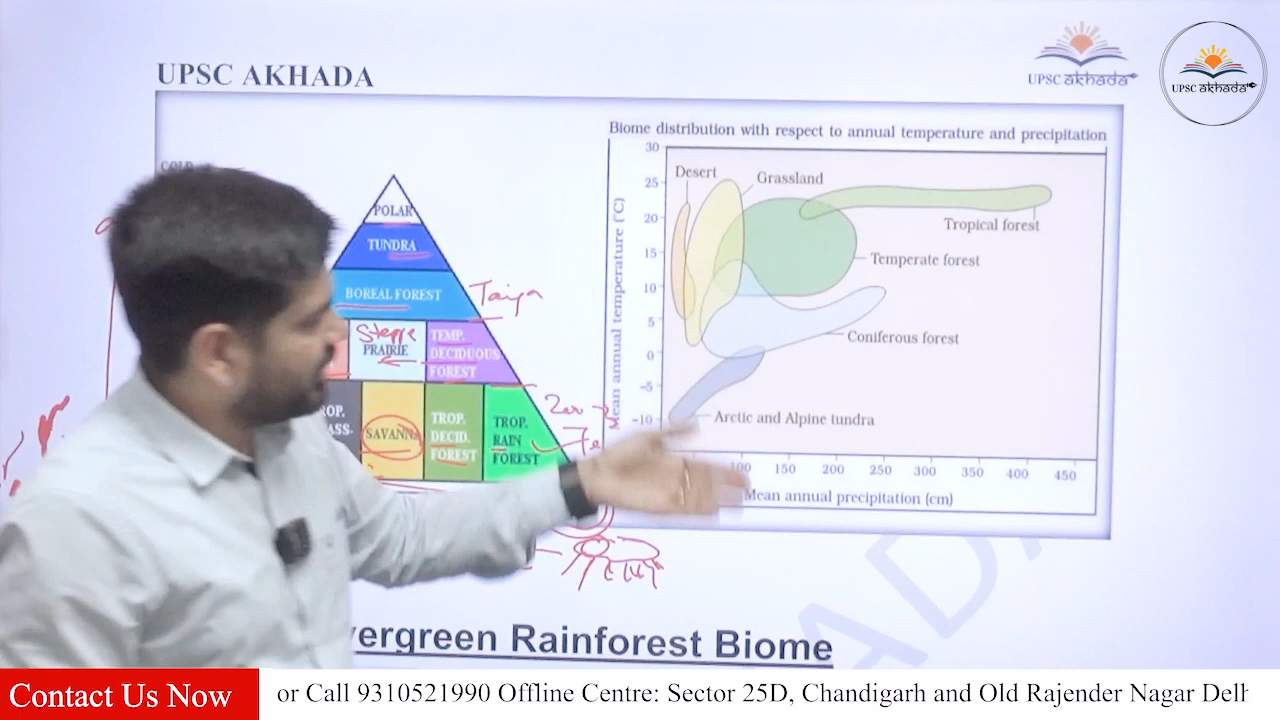 UPSC AKHADA
UPSC akhada
UPSC akhada
POLAR
TUNDRA
BOREAL FOREST
Taiga
Steppe
PRAIRIE
TEMP.
DECIDUOUS
FOREST
SAVANNA
TROP.
DECID.
FOREST
TROP.
RAIN
FOREST
Biome distribution with respect to annual temperature and precipitation
30
25
20
15
10
5
0
-5
-10
Mean annual temperature (°C)
Desert
Grassland
Tropical forest
Temperate forest
Coniferous forest
Arctic and Alpine tundra
100 150 200 250 300 350 400 450
Mean annual precipitation (cm)
vergreen Rainforest Biome
Contact Us Now
or Call 9310521990 Offline Centre: Sector 25D, Chandigarh and Old Rajender Nagar Delh